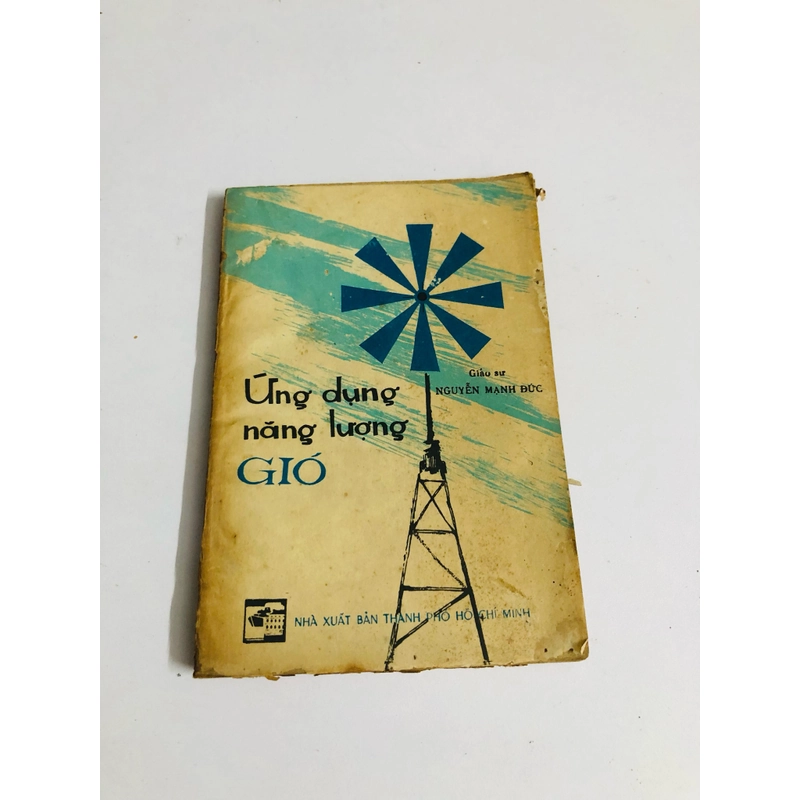 Giáo sư
NGUYỄN MẠNH ĐỨC
Ứng dụng
năng lượng
GIÓ
NHÀ XUẤT BẢN THÀNH PHỐ HỒ CHÍ MINH